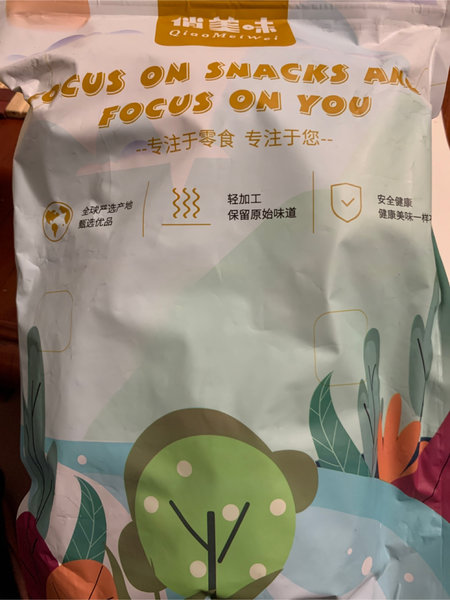 俏美味
QiaoMeiWei
FOCUS ON SNACKS AND
FOCUS ON YOU
--专注于零食 专注于您--
全球严选产地
甄选优品
轻加工
保留原始味道
安全健康
健康美味一样